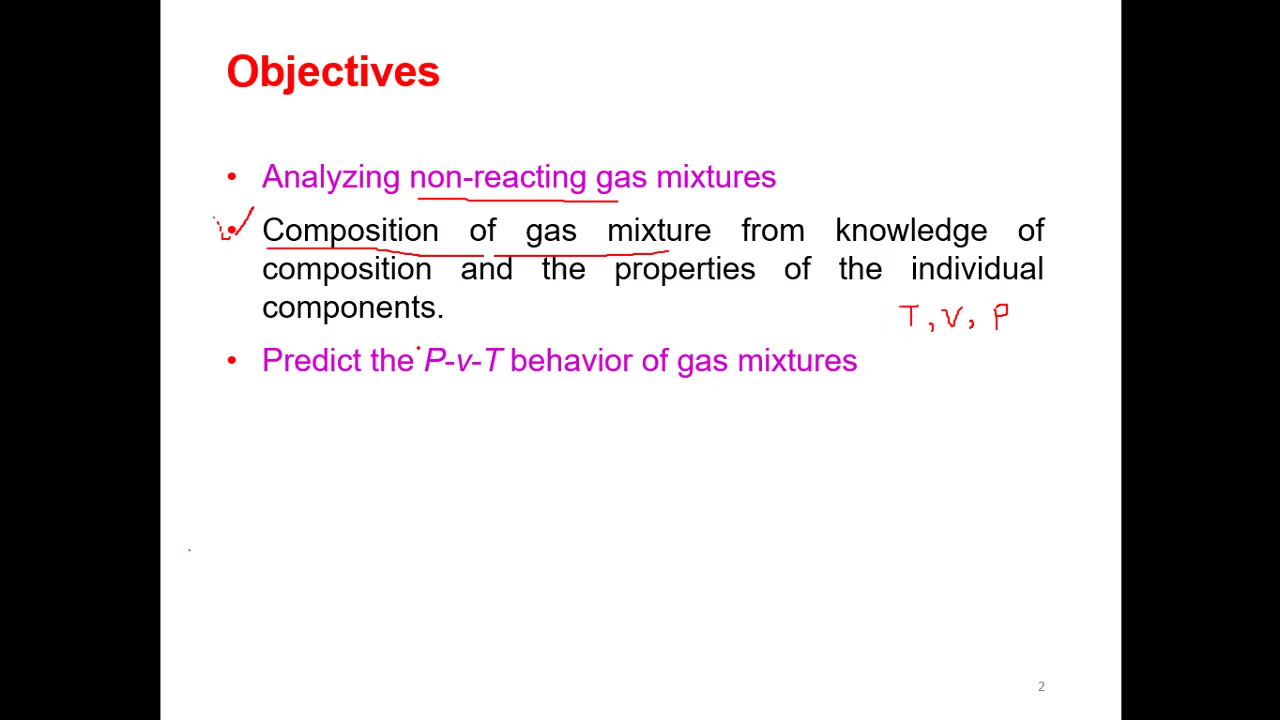 Objectives
• Analyzing non-reacting gas mixtures
• Composition of gas mixture from knowledge of
composition and the properties of the individual
components.
T, V, P
• Predict the P-v-T behavior of gas mixtures
2